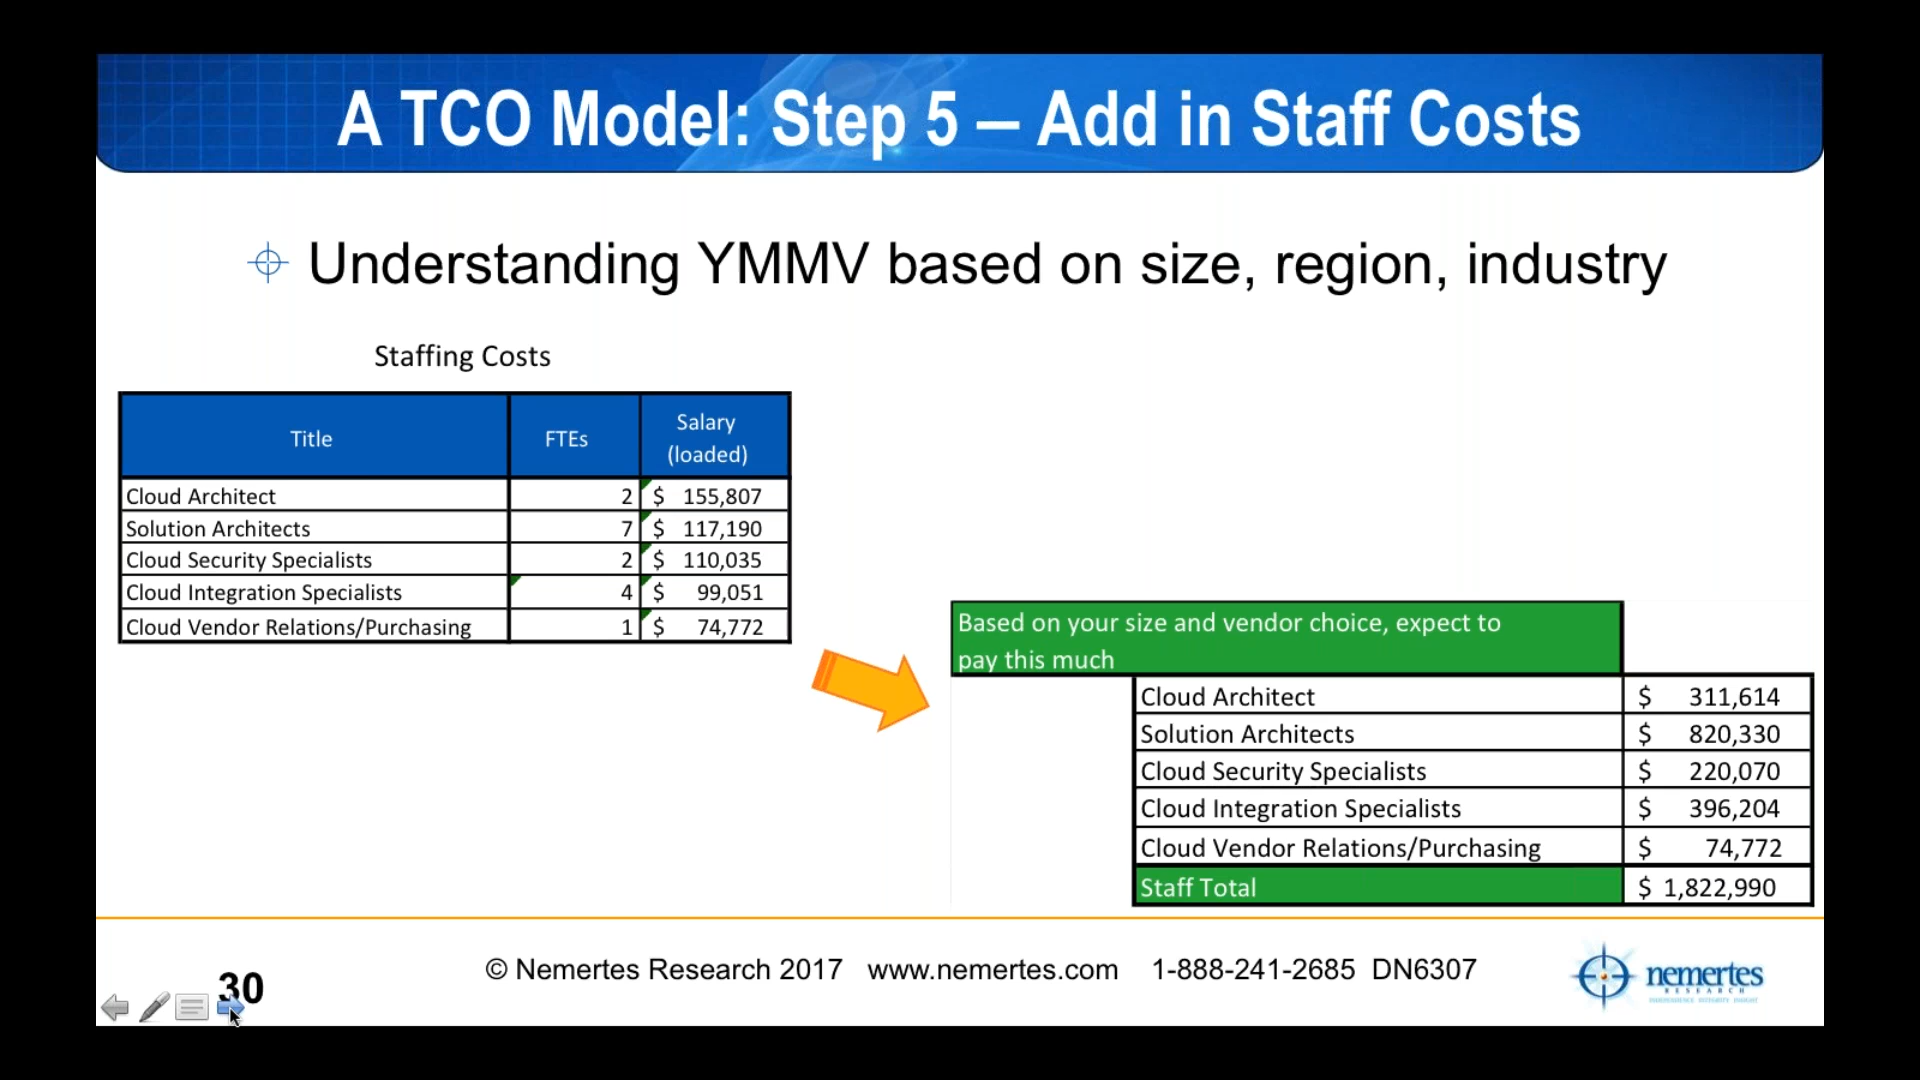 A TCO Model: Step 5 – Add in Staff Costs
Understanding YMMV based on size, region, industry
Staffing Costs
Title FTEs Salary (loaded)
Cloud Architect 2 $ 155,807
Solution Architects 7 $ 117,190
Cloud Security Specialists 2 $ 110,035
Cloud Integration Specialists 4 $ 99,051
Cloud Vendor Relations/Purchasing 1 $ 74,772
Based on your size and vendor choice, expect to
pay this much
Cloud Architect $ 311,614
Solution Architects $ 820,330
Cloud Security Specialists $ 220,070
Cloud Integration Specialists $ 396,204
Cloud Vendor Relations/Purchasing $ 74,772
Staff Total $ 1,822,990
30
© Nemertes Research 2017 www.nemertes.com 1-888-241-2685 DN6307
nemertes
RESEARCH